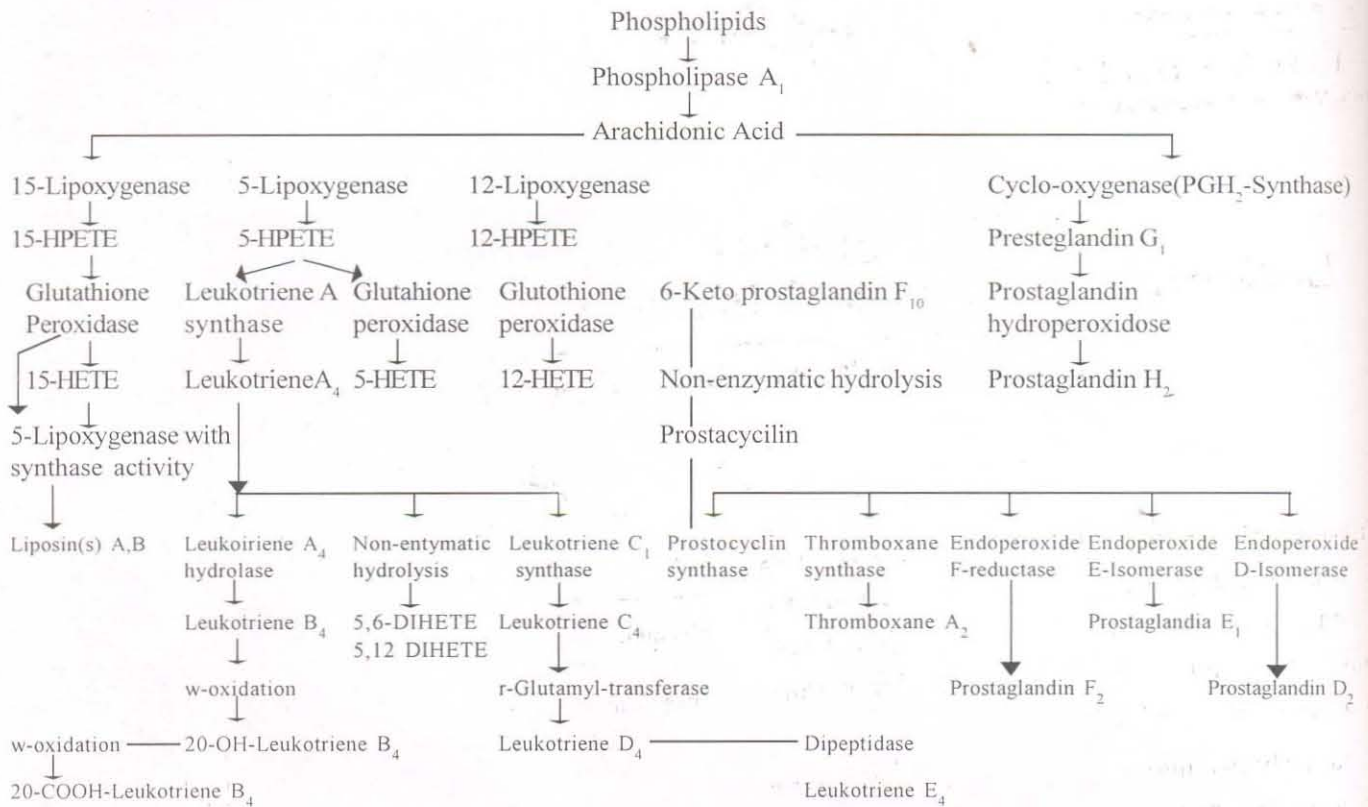 Phospholipids
Phospholipase A₁
Arachidonic Acid
15-Lipoxygenase 5-Lipoxygenase 12-Lipoxygenase Cyclo-oxygenase(PGH₂-Synthase)
15-HPETE 5-HPETE 12-HPETE Presteglandin G₁
Glutathione Leukotriene A Glutahione Glutothione 6-Keto prostaglandin F₁₀ Prostaglandin
Peroxidase synthase peroxidase peroxidase hydroperoxidose
15-HETE LeukotrieneA₄ 5-HETE 12-HETE Non-enzymatic hydrolysis Prostaglandin H₂
5-Lipoxygenase with Prostacycilin
synthase activity
Liposin(s) A,B Leukoiriene A₄ Non-entymatic Leukotriene C₁ Prostocyclin Thromboxane Endoperoxide Endoperoxide Endoperoxide
hydrolase hydrolysis synthase synthase synthase F-reductase E-Isomerase D-Isomerase
Leukotriene B₄ 5,6-DIHETE Leukotriene C₄ Thromboxane A₂ Prostaglandia E₁
5,12 DIHETE
w-oxidation r-Glutamyl-transferase Prostaglandin F₂ Prostaglandin D₂
w-oxidation 20-OH-Leukotriene B₄ Leukotriene D₄ Dipeptidase
20-COOH-Leukotriene B₄ Leukotriene E₄